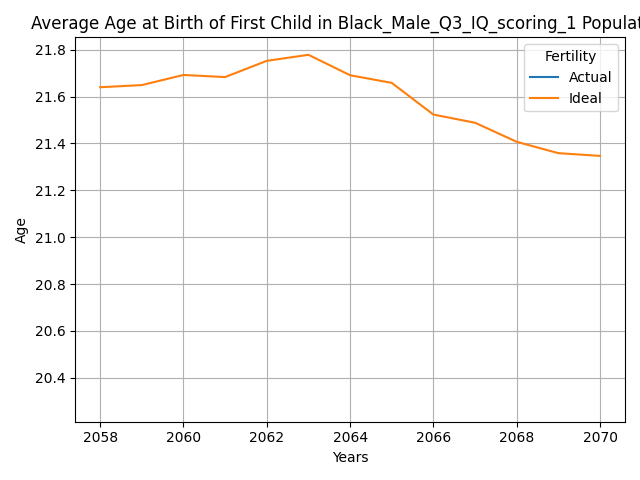 Average Age at Birth of First Child in Black_Male_Q3_IQ_scoring_1 Populat
21.8
21.6
21.4
21.2
21.0
20.8
20.6
20.4
Age
Fertility
Actual
Ideal
2058 2060 2062 2064 2066 2068 2070
Years